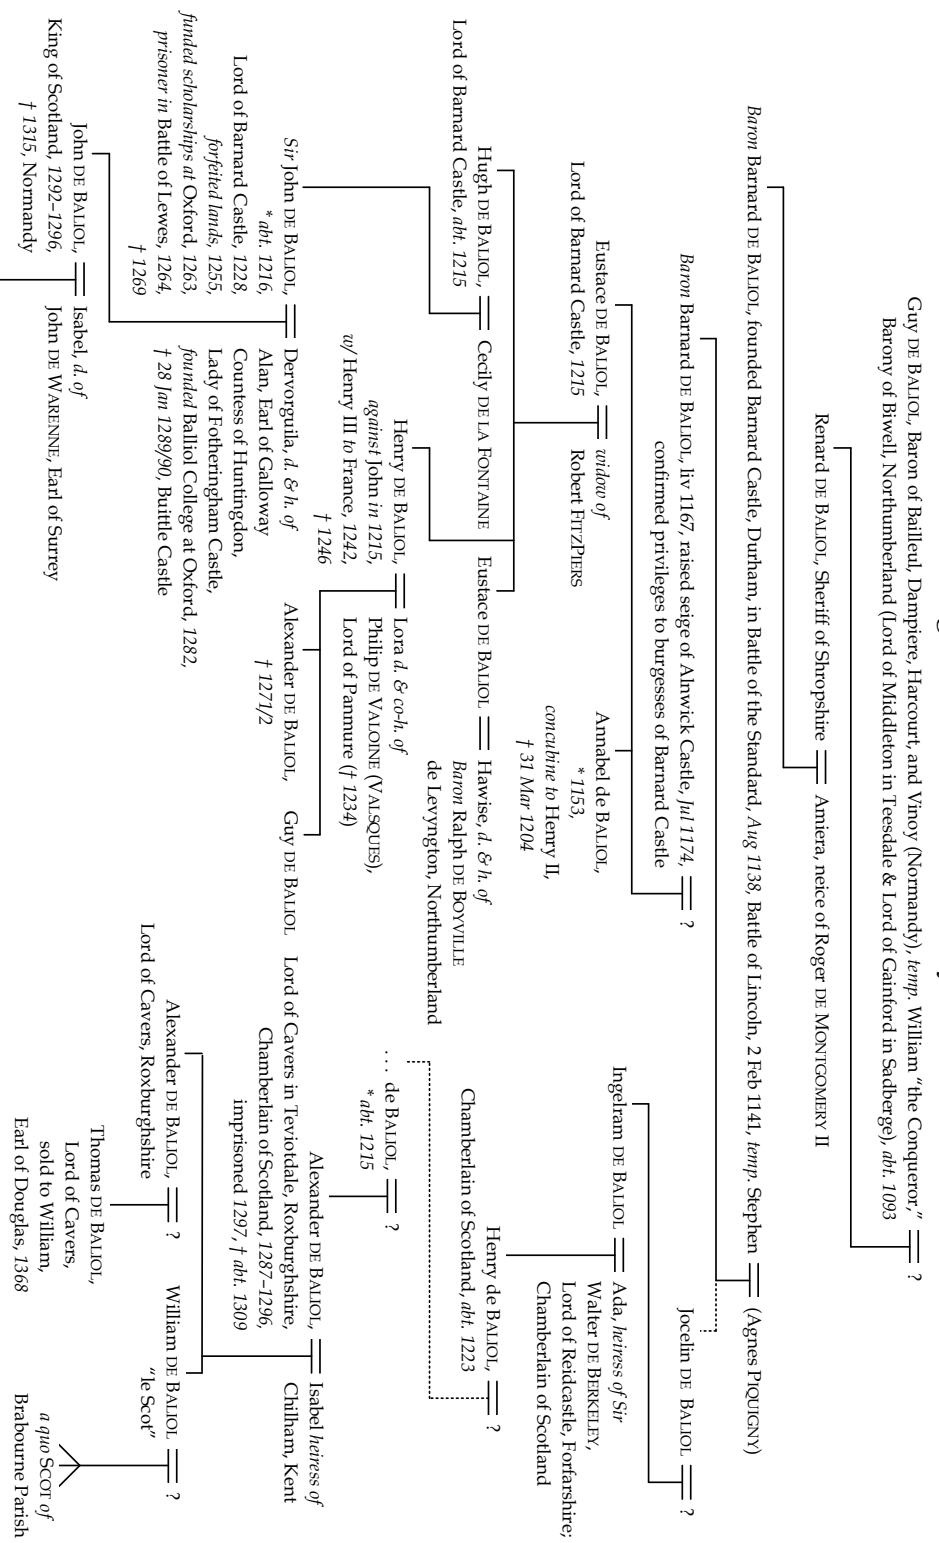 Guy DE BALIOL, Baron of Bailleul, Dampiere, Harcourt, and Vinoy (Normandy), temp. William “the Conqueror,”
Barony of Biwell, Northumberland (Lord of Middleton in Teesdale & Lord of Gainford in Sadberge), abt. 1093
?
Renard DE BALIOL, Sheriff of Shropshire
Amiera, neice of Roger DE MONTGOMERY II
Baron Barnard DE BALIOL, founded Barnard Castle, Durham, in Battle of the Standard, Aug 1138, Battle of Lincoln, 2 Feb 1141, temp. Stephen
(Agnes PIQUIGNY)
Baron Barnard DE BALIOL, liv 1167, raised seige of Alnwick Castle, Jul 1174,
confirmed privileges to burgesses of Barnard Castle
?
Jocelin DE BALIOL
?
Eustace DE BALIOL,
Lord of Barnard Castle, 1215
widow of
Robert FITZPIERS
Annabel de BALIOL,
* 1153,
concubine to Henry II,
† 31 Mar 1204
Ingelram DE BALIOL
Ada, heiress of Sir
Walter DE BERKELEY,
Lord of Reidcastle, Forfarshire;
Chamberlain of Scotland
Hugh DE BALIOL,
Lord of Barnard Castle, abt. 1215
Cecily DE LA FONTAINE
Eustace DE BALIOL
Hawise, d. & h. of
Baron Ralph DE BOYVILLE
de Levyngton, Northumberland
Henry de BALIOL,
Chamberlain of Scotland, abt. 1223
?
Henry DE BALIOL,
against John in 1215,
w/ Henry III to France, 1242,
† 1246
Lora d. & co-h. of
Philip DE VALOINE (VALSQUES),
Lord of Panmure († 1234)
. . . de BALIOL,
* abt. 1215
?
Sir John DE BALIOL,
* abt. 1216,
Lord of Barnard Castle, 1228,
forfeited lands, 1255,
funded scholarships at Oxford, 1263,
prisoner in Battle of Lewes, 1264,
† 1269
Dervorguila, d. & h. of
Alan, Earl of Galloway
Countess of Huntingdon,
Lady of Fotheringham Castle,
founded Balliol College at Oxford, 1282,
† 28 Jan 1289/90, Buittle Castle
Alexander DE BALIOL,
† 1271/2
Guy DE BALIOL
Alexander DE BALIOL,
Lord of Cavers in Teviotdale, Roxburghshire,
Chamberlain of Scotland, 1287–1296,
imprisoned 1297, † abt. 1309
Isabel heiress of
Chilham, Kent
John DE BALIOL,
King of Scotland, 1292–1296,
† 1315, Normandy
Isabel, d. of
John DE WARENNE, Earl of Surrey
Alexander DE BALIOL,
Lord of Cavers, Roxburghshire
?
William DE BALIOL
“le Scot”
?
Thomas DE BALIOL,
Lord of Cavers,
sold to William,
Earl of Douglas, 1368
a quo SCOT of
Brabourne Parish